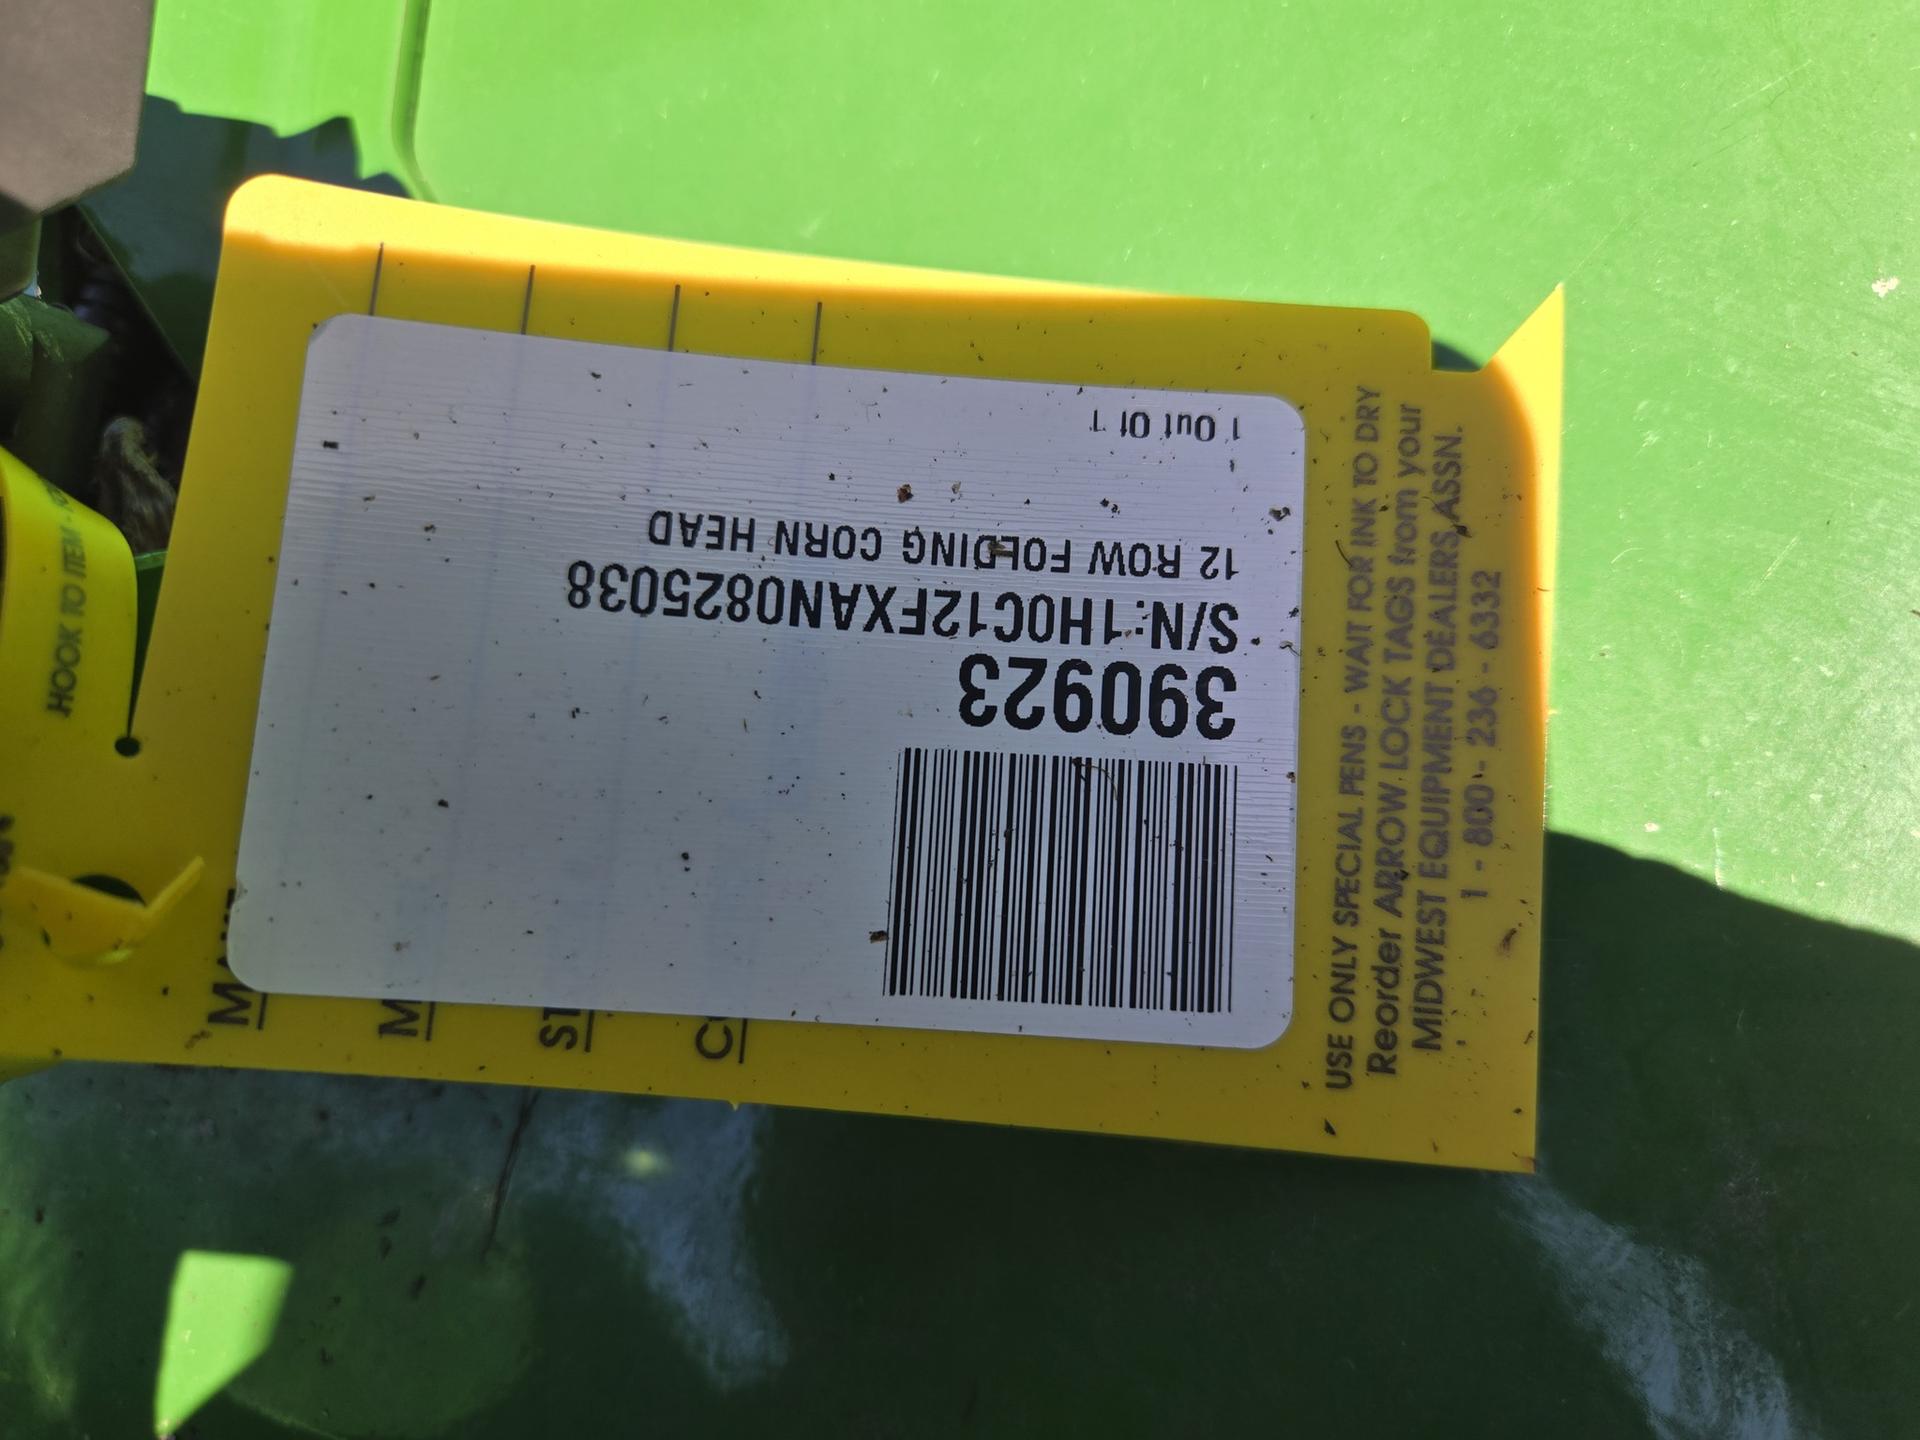 390923
S/N:1H0C12FXAN0825038
12 ROW FOLDING CORN HEAD
1 Out Of 1
USE ONLY SPECIAL PENS - WAIT FOR INK TO DRY
Reorder ARROW LOCK TAGS from your
MIDWEST EQUIPMENT DEALERS ASSN.
1 - 800 - 236 - 6332
HOOK TO ITEM -